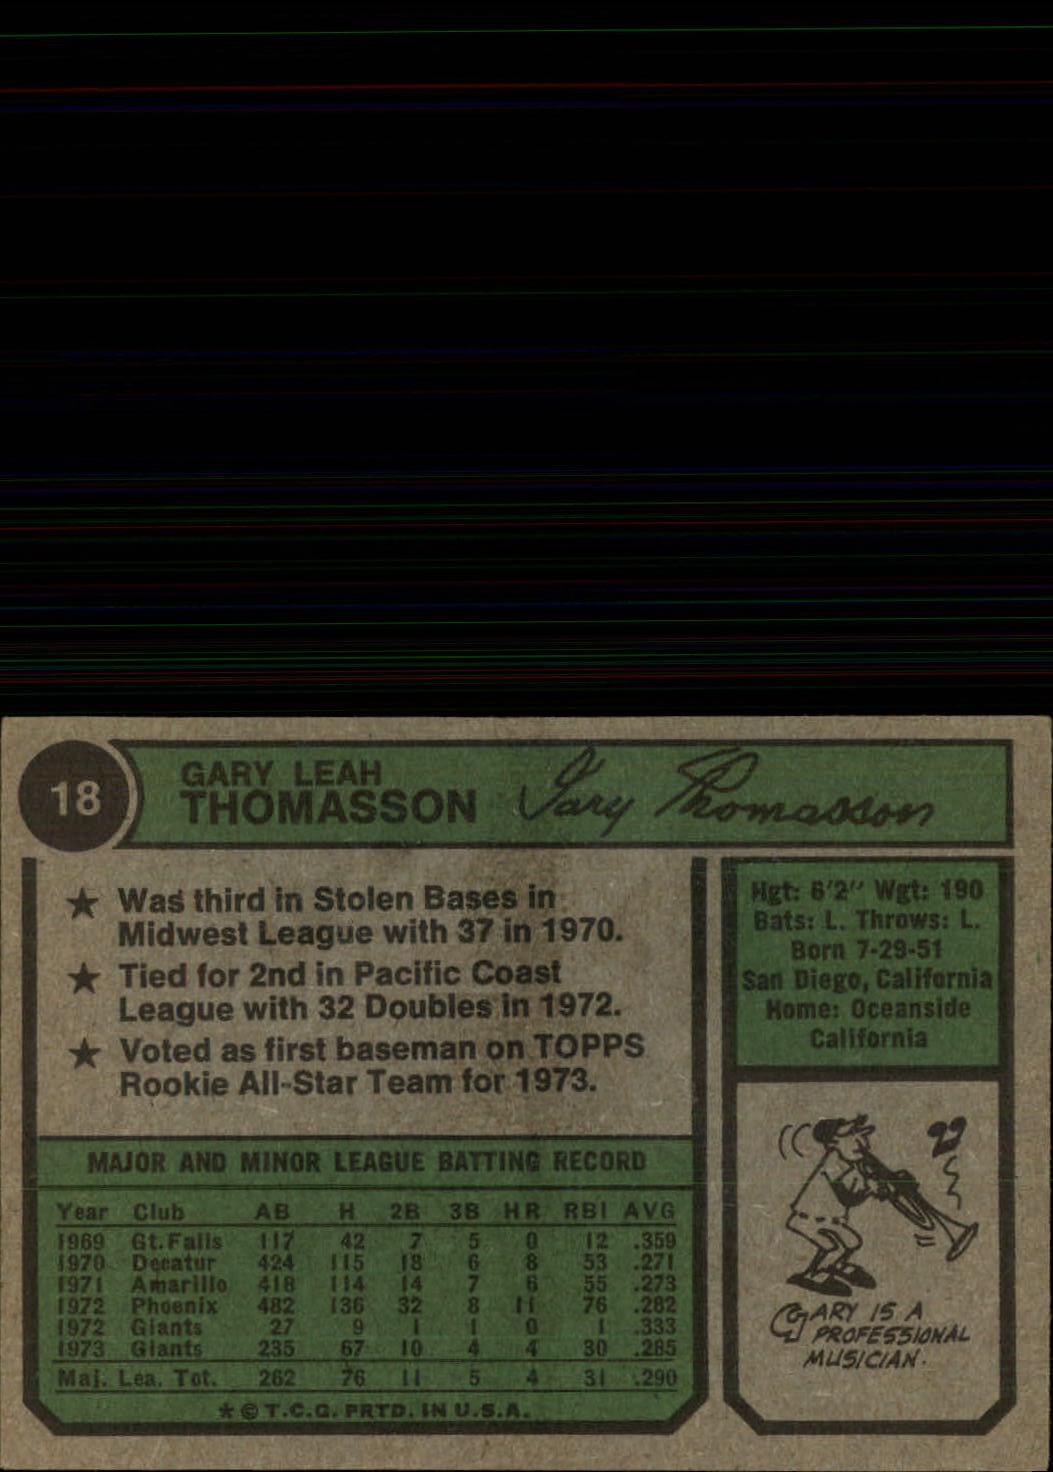 18
GARY LEAH
THOMASSON
Gary Thomasson
★ Was third in Stolen Bases in
Midwest League with 37 in 1970.
★ Tied for 2nd in Pacific Coast
League with 32 Doubles in 1972.
★ Voted as first baseman on TOPPS
Rookie All-Star Team for 1973.
Hgt: 6'2" Wgt: 190
Bats: L. Throws: L.
Born 7-29-51
San Diego, California
Home: Oceanside
California
MAJOR AND MINOR LEAGUE BATTING RECORD
Year Club AB H 2B 3B HR RBI AVG
1969 Gt. Falls 117 42 7 5 0 12 .359
1970 Decatur 424 115 18 6 8 53 .271
1971 Amarillo 418 114 14 7 6 55 .273
1972 Phoenix 482 136 32 8 11 76 .282
1972 Giants 27 9 1 1 0 1 .333
1973 Giants 235 67 10 4 4 30 .285
Maj. Lea. Tot. 262 76 11 5 4 31 .290
★ © T.C.G. PRTD. IN U.S.A.
GARY IS A
PROFESSIONAL
MUSICIAN.